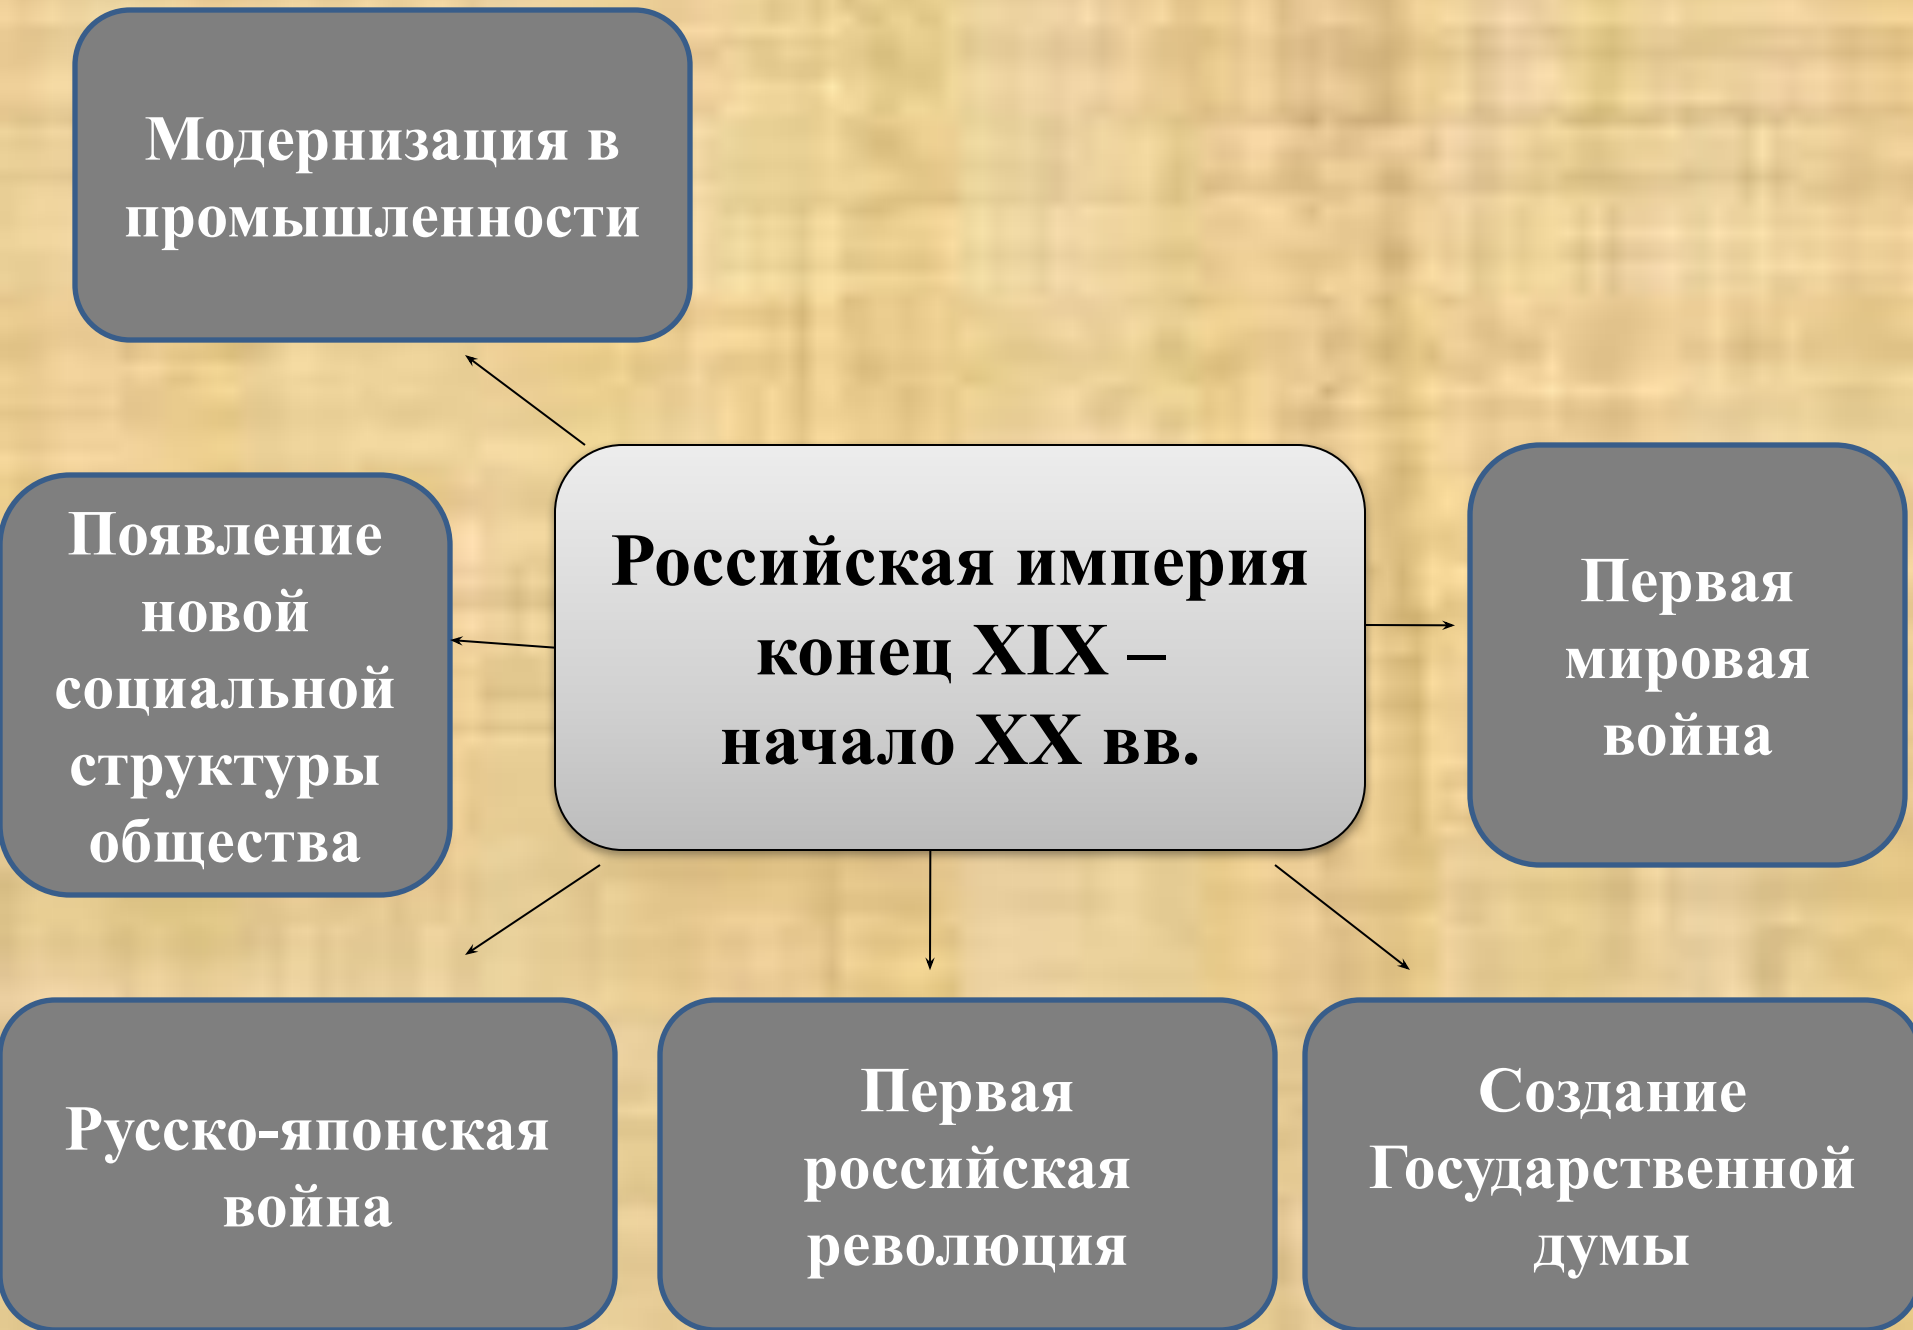 Модернизация в
промышленности
Появление
новой
социальной
структуры
общества
Российская империя
конец XIX –
начало XX вв.
Первая
мировая
война
Русско-японская
война
Первая
российская
революция
Создание
Государственной
думы